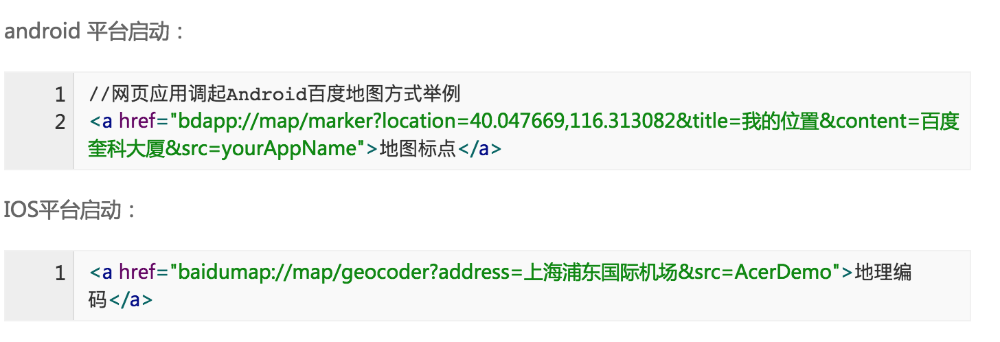 android 平台启动：
1 //网页应用调起Android百度地图方式举例
2 <a href="bdapp://map/marker?location=40.047669,116.313082&title=我的位置&content=百度
奎科大厦&src=yourAppName">地图标点</a>
IOS平台启动：
1 <a href="baidumap://map/geocoder?address=上海浦东国际机场&src=AcerDemo">地理编
码</a>